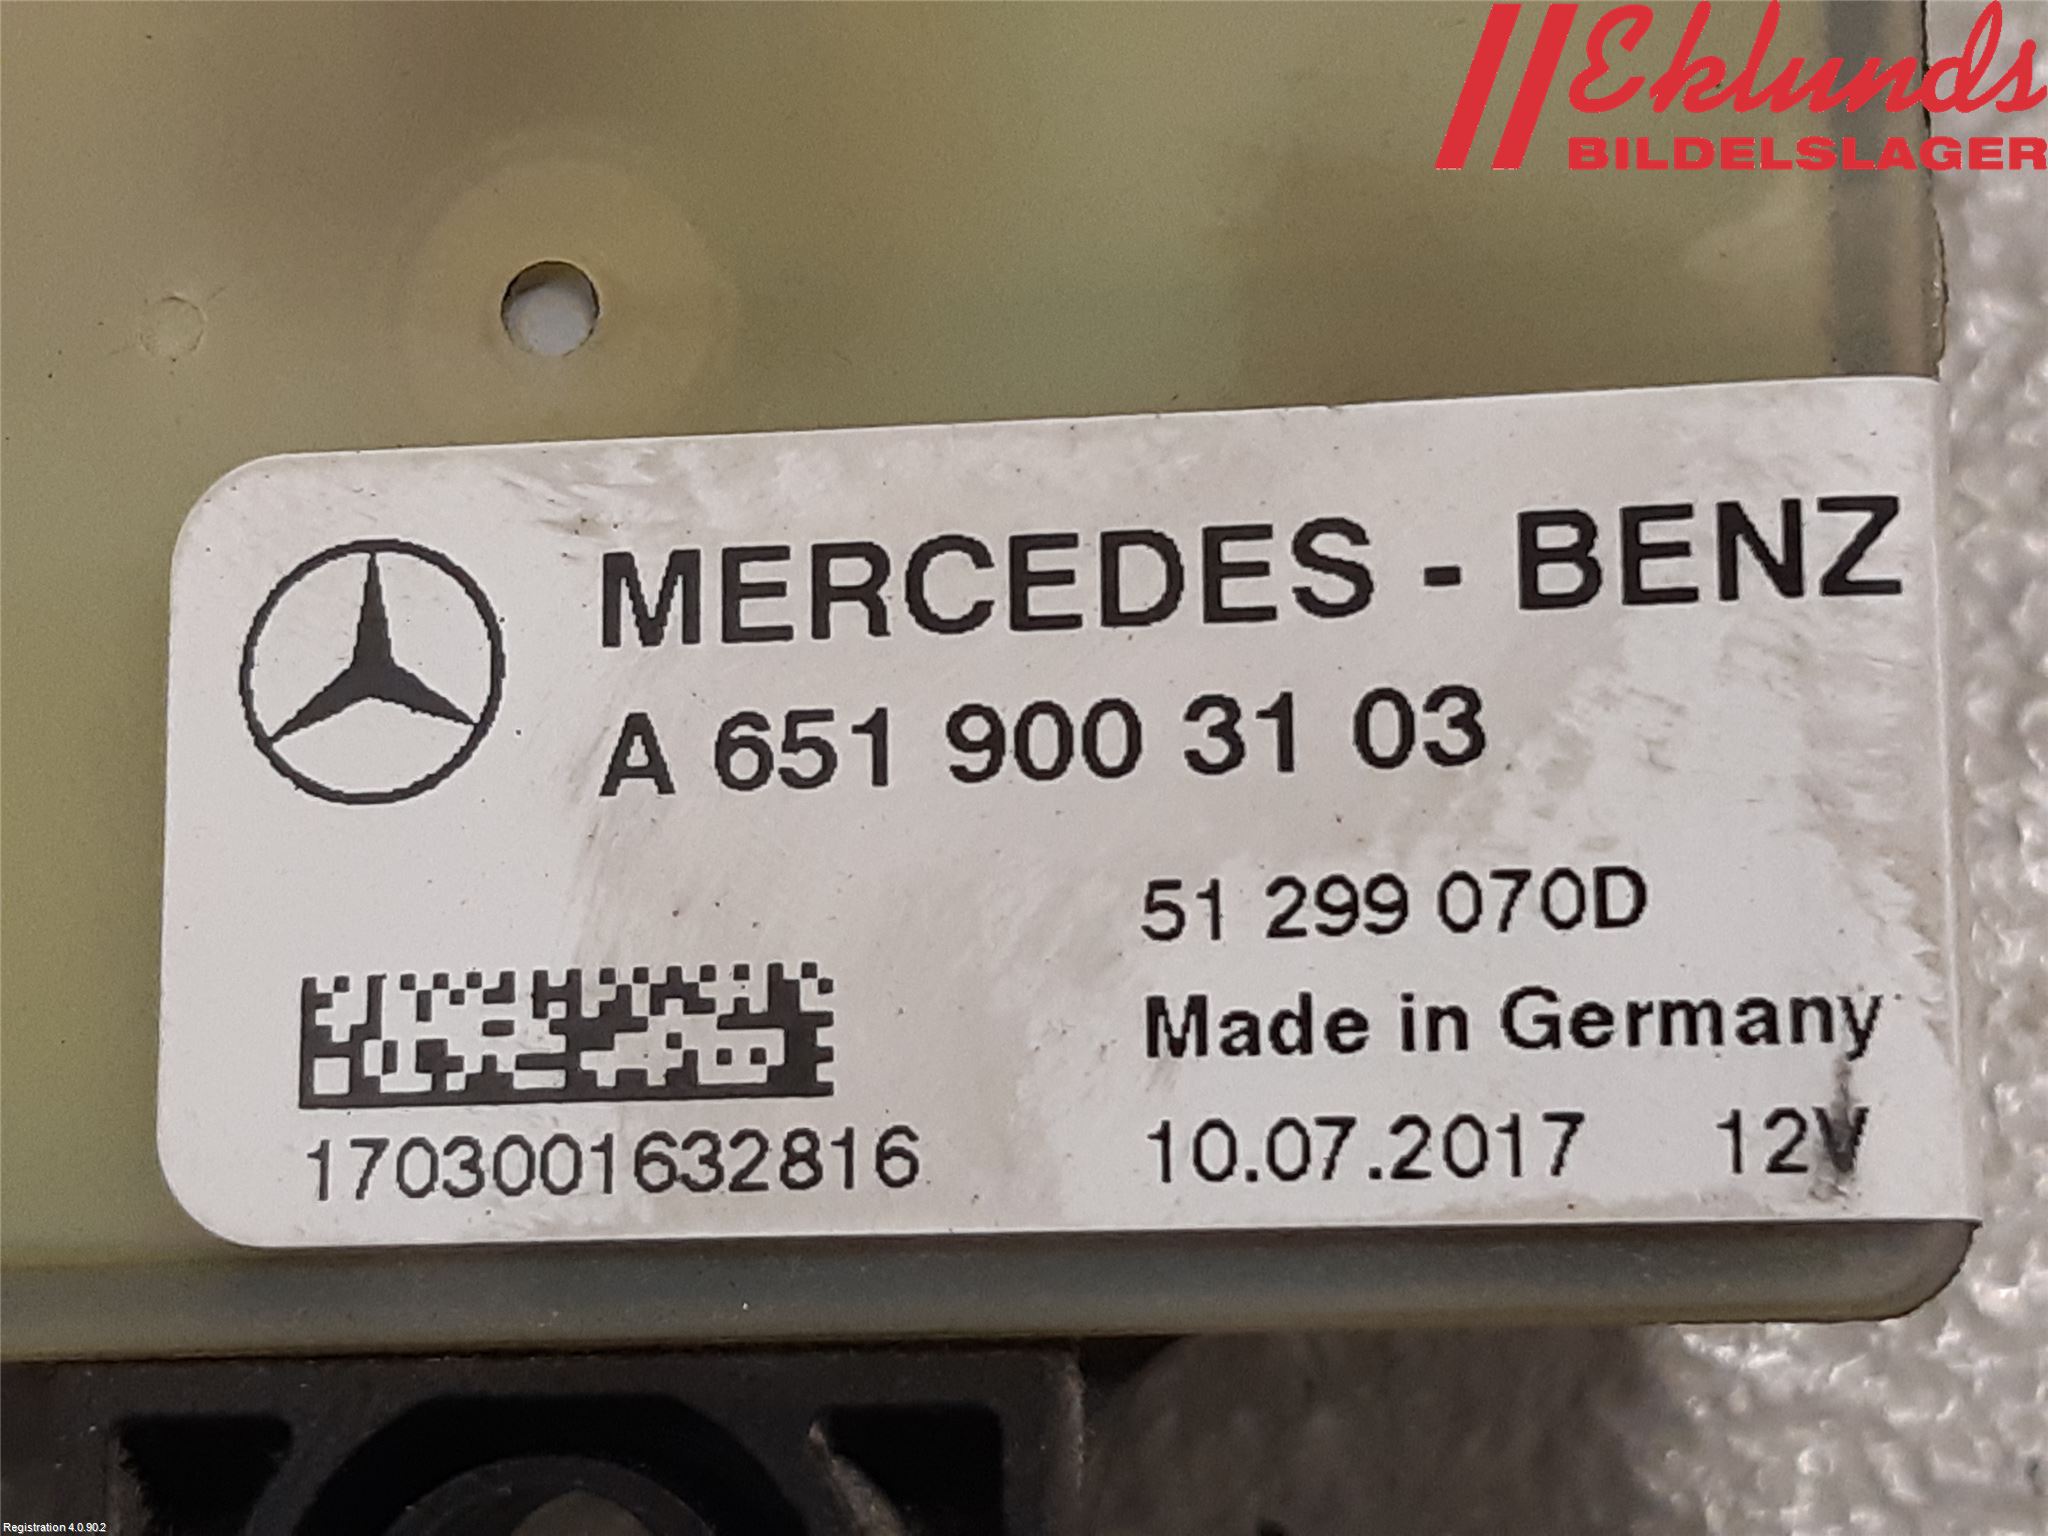 Eklunds
BILDELSLAGER
MERCEDES - BENZ
A 651 900 31 03
51 299 070D
Made in Germany
1703001632816
10.07.2017 12V
Registration 4.0.90.2